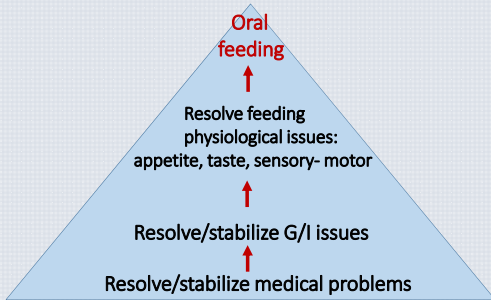 Oral
feeding
Resolve feeding
physiological issues:
appetite, taste, sensory- motor
Resolve/stabilize G/I issues
Resolve/stabilize medical problems